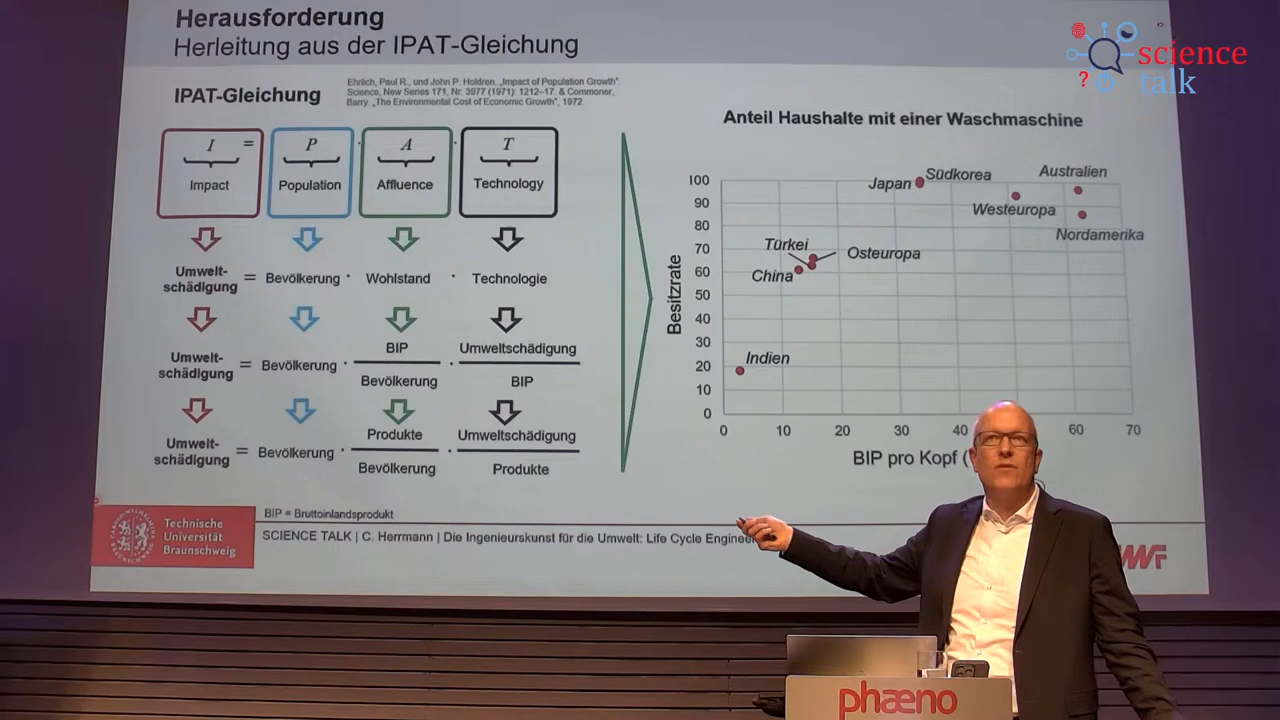 Herausforderung
Herleitung aus der IPAT-Gleichung
science
talk
?
IPAT-Gleichung
Ehrlich, Paul R., und John P. Holdren. „Impact of Population Growth“
Science, New Series 171, Nr. 3977 (1971): 1212–17. & Commoner,
Barry. „The Environmental Cost of Economic Growth“, 1972.
I = P · A · T
Impact Population Affluence Technology
Umwelt-
schädigung = Bevölkerung · Wohlstand · Technologie
Umwelt-
schädigung = Bevölkerung · BIP
Bevölkerung · Umweltschädigung
BIP
Umwelt-
schädigung = Bevölkerung · Produkte
Bevölkerung · Umweltschädigung
Produkte
Anteil Haushalte mit einer Waschmaschine
Besitzrate
100
90
80
70
60
50
40
30
20
10
0
Japan
Südkorea
Australien
Westeuropa
Nordamerika
Türkei
Osteuropa
China
Indien
0 10 20 30 40 60 70
BIP pro Kopf (
BIP = Bruttoinlandsprodukt
Technische
Universität
Braunschweig
SCIENCE TALK | C. Herrmann | Die Ingenieurskunst für die Umwelt: Life Cycle Enginee
IWF
phæno